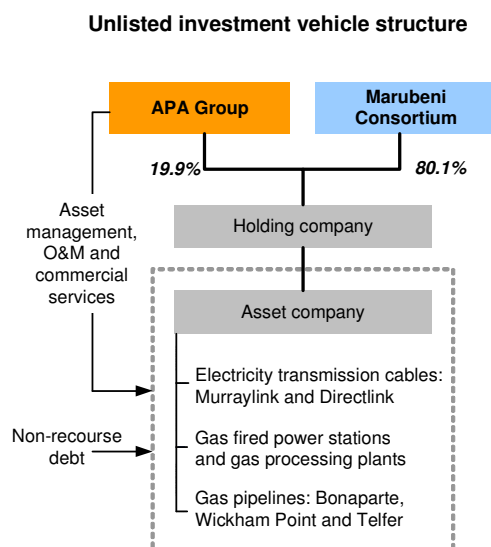 Unlisted investment vehicle structure
APA Group
Marubeni
Consortium
19.9%
80.1%
Asset
management,
O&M and
commercial
services
Holding company
Asset company
Electricity transmission cables:
Murraylink and Directlink
Non-recourse
debt
Gas fired power stations
and gas processing plants
Gas pipelines: Bonaparte,
Wickham Point and Telfer